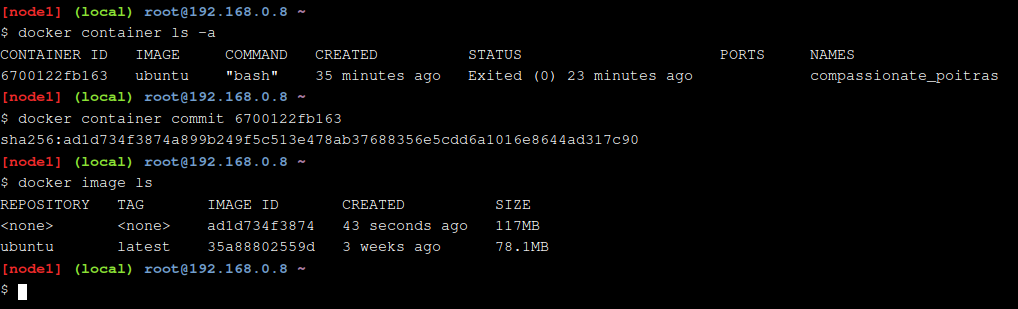 [node1] (local) root@192.168.0.8 ~
$ docker container ls -a
CONTAINER ID   IMAGE     COMMAND   CREATED          STATUS                      PORTS     NAMES
6700122fb163   ubuntu    "bash"    35 minutes ago   Exited (0) 23 minutes ago             compassionate_poitras
[node1] (local) root@192.168.0.8 ~
$ docker container commit 6700122fb163
sha256:ad1d734f3874a899b249f5c513e478ab37688356e5cdd6a1016e8644ad317c90
[node1] (local) root@192.168.0.8 ~
$ docker image ls
REPOSITORY   TAG       IMAGE ID       CREATED          SIZE
<none>       <none>    ad1d734f3874   43 seconds ago   117MB
ubuntu       latest    35a88802559d   3 weeks ago      78.1MB
[node1] (local) root@192.168.0.8 ~
$